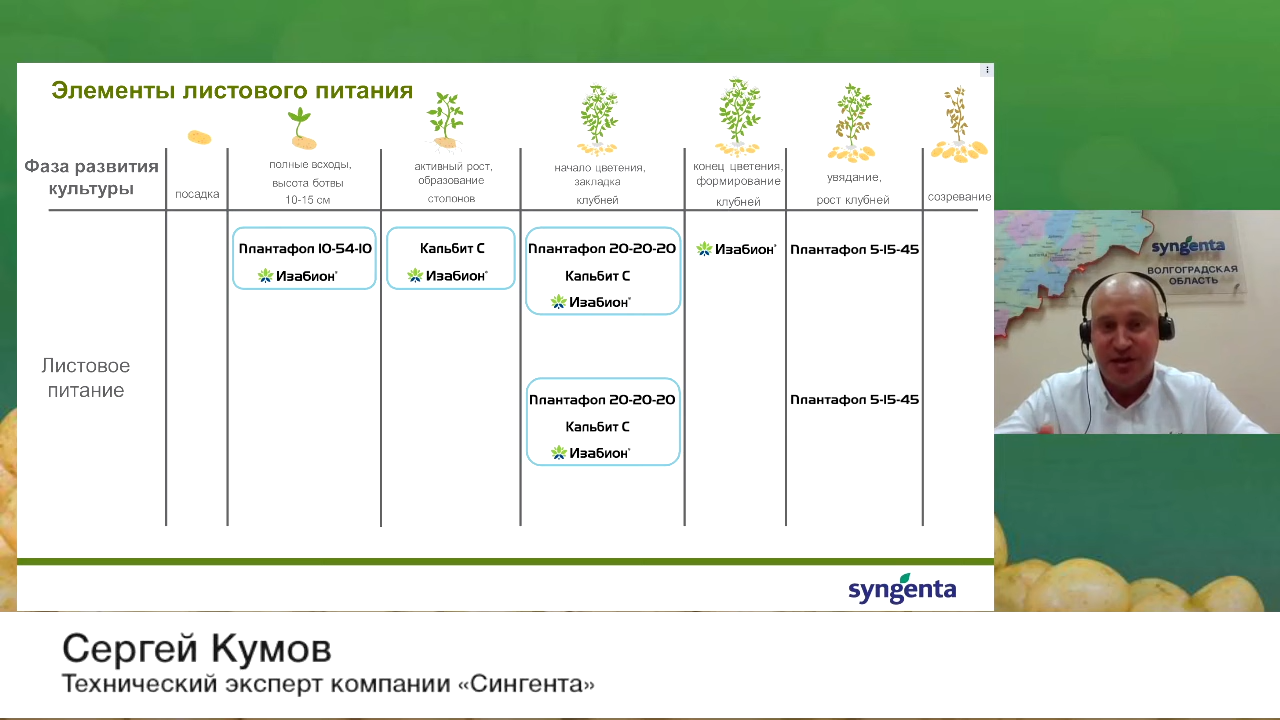 Элементы листового питания
Фаза развития
культуры
посадка
полные всходы,
высота ботвы
10-15 см
активный рост,
образование
столонов
начало цветения,
закладка
клубней
конец цветения,
формирование
клубней
увядание,
рост клубней
созревание
Листовое
питание
Плантафол 10-54-10
Изабион®
Кальбит С
Изабион®
Плантафол 20-20-20
Кальбит С
Изабион®
Изабион®
Плантафол 5-15-45
Плантафол 20-20-20
Кальбит С
Изабион®
Плантафол 5-15-45
syngenta
syngenta
ВОЛГОГРАДСКАЯ
ОБЛАСТЬ
Сергей Кумов
Технический эксперт компании «Сингента»